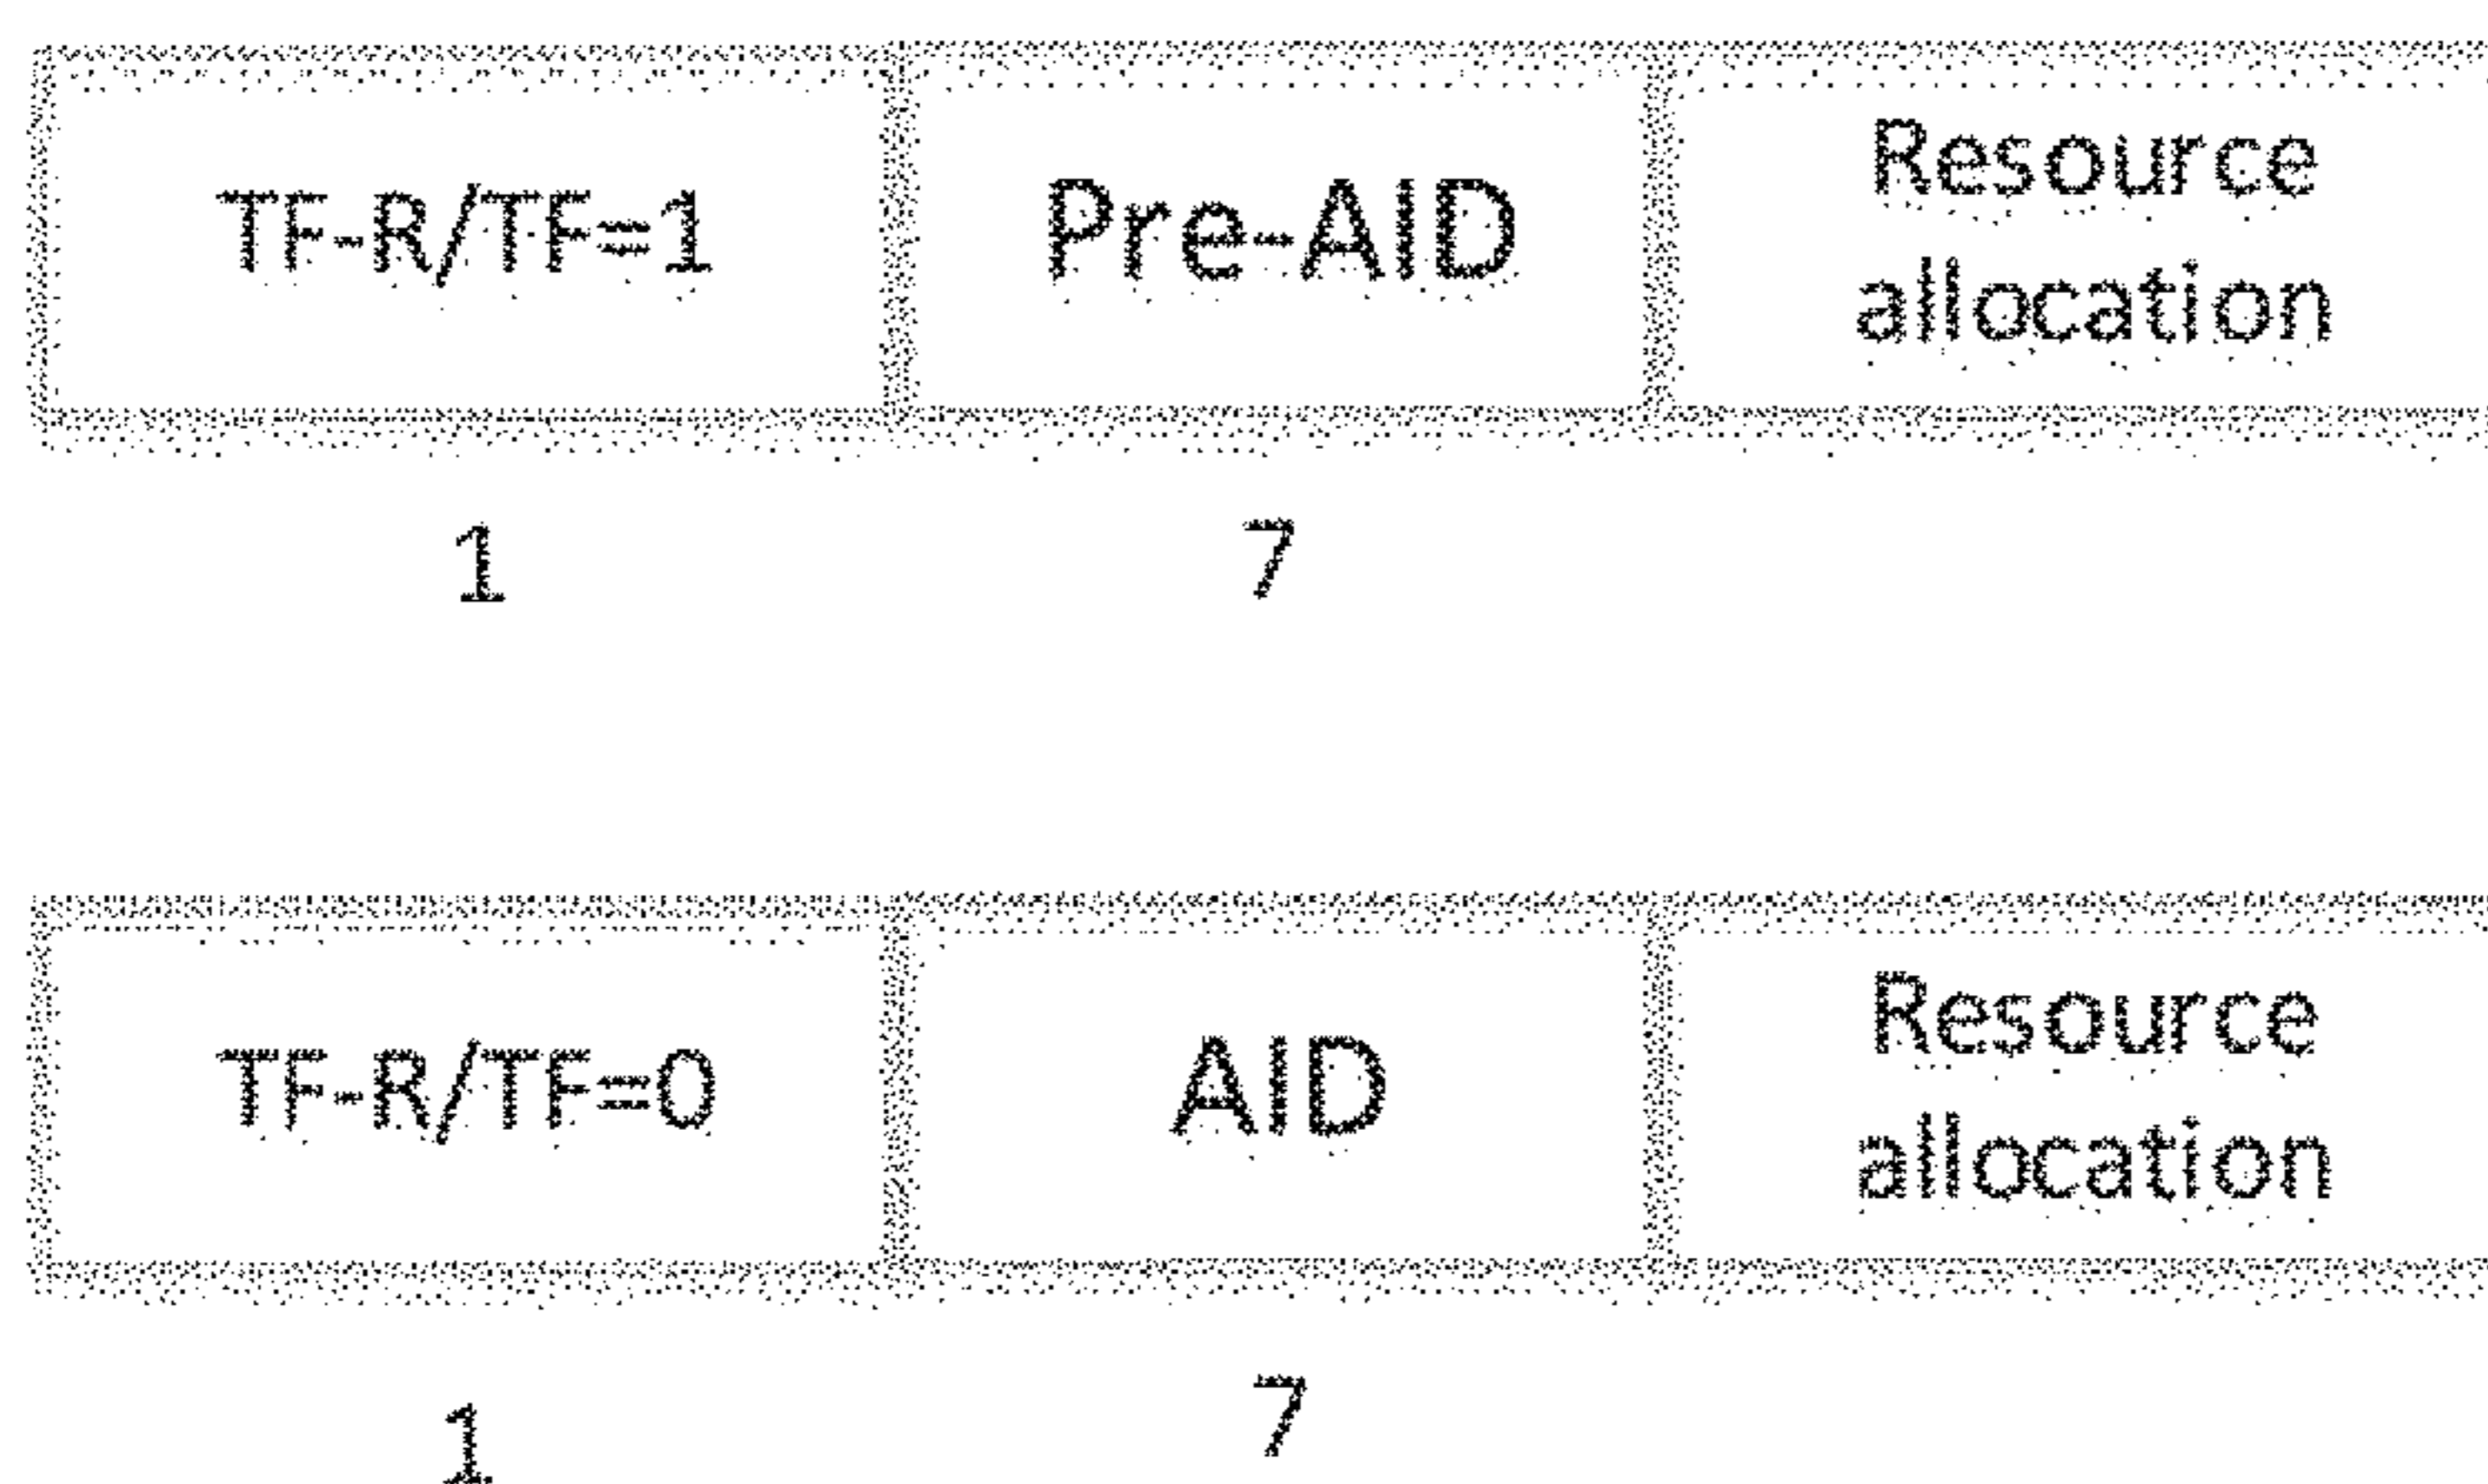 TF-R/TF=1
Pre-AID
Resource
allocation
1
7
TF-R/TF=0
AID
Resource
allocation
1
7